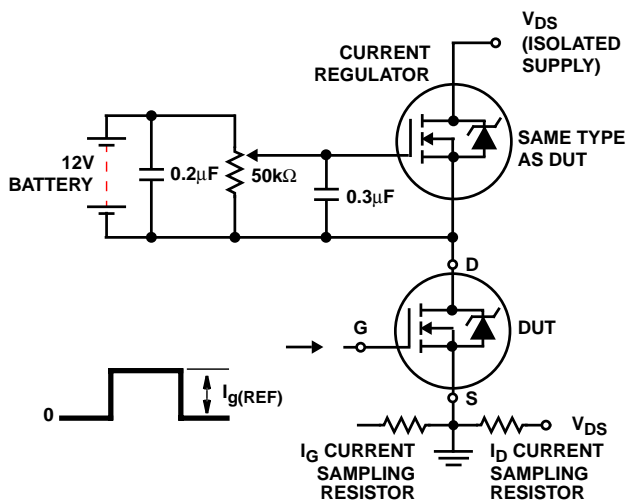 V_DS
(ISOLATED
SUPPLY)
CURRENT
REGULATOR
SAME TYPE
AS DUT
12V
BATTERY
0.2μF
50kΩ
0.3μF
D
G
DUT
I_g(REF)
0
S
V_DS
I_G CURRENT
SAMPLING
RESISTOR
I_D CURRENT
SAMPLING
RESISTOR